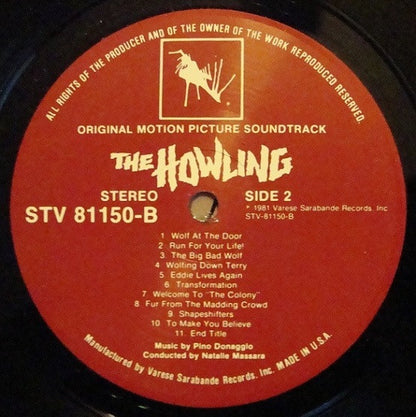 ALL RIGHTS OF THE PRODUCER AND OF THE OWNER OF THE WORK REPRODUCED RESERVED.
ORIGINAL MOTION PICTURE SOUNDTRACK
THE HOWLING
STEREO
STV 81150-B
SIDE 2
* 1981 Varese Sarabande Records, Inc
STV-81150-B
1 Wolf At The Door
2 Run For Your Life!
3 The Big Bad Wolf
4 Wolfing Down Terry
5 Eddie Lives Again
6 Transformation
7 Welcome To "The Colony"
8 Fur From The Madding Crowd
9 Shapeshifters
10 To Make You Believe
11 End Title
Music by Pino Donaggio
Conducted by Natalie Massara
Manufactured by Varese Sarabande Records, Inc. MADE IN U.S.A.